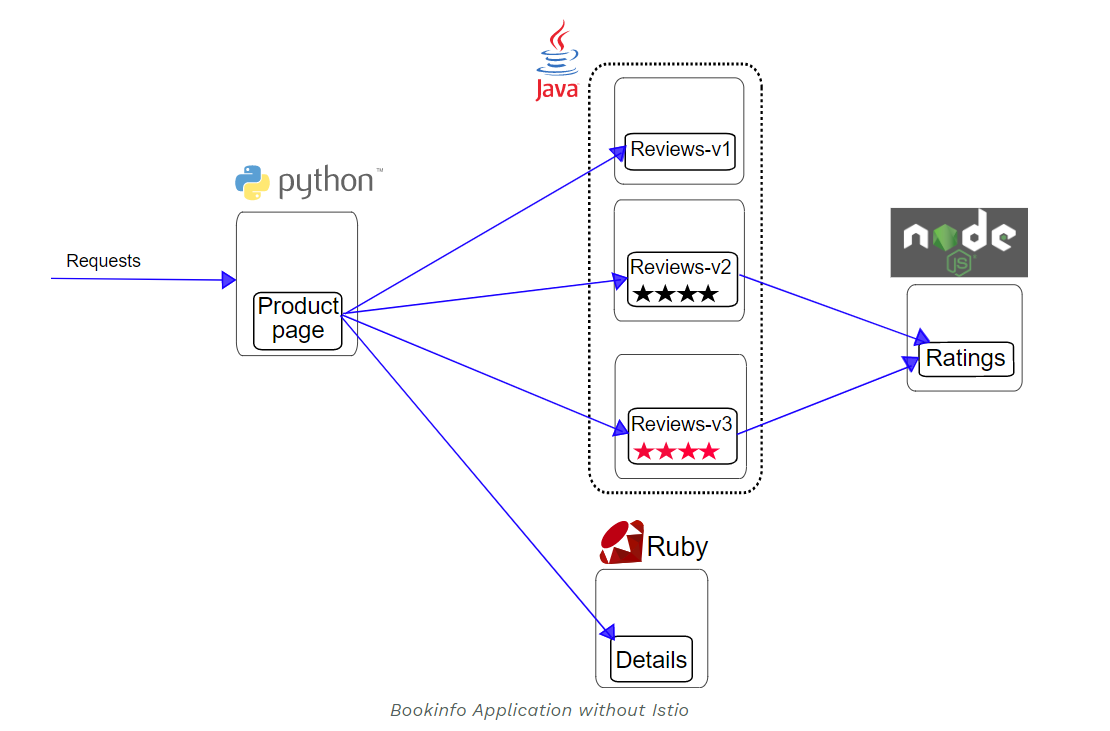 Java
Reviews-v1
python™
Requests
Product
page
Reviews-v2
node
JS
Ratings
Reviews-v3
Ruby
Details
Bookinfo Application without Istio